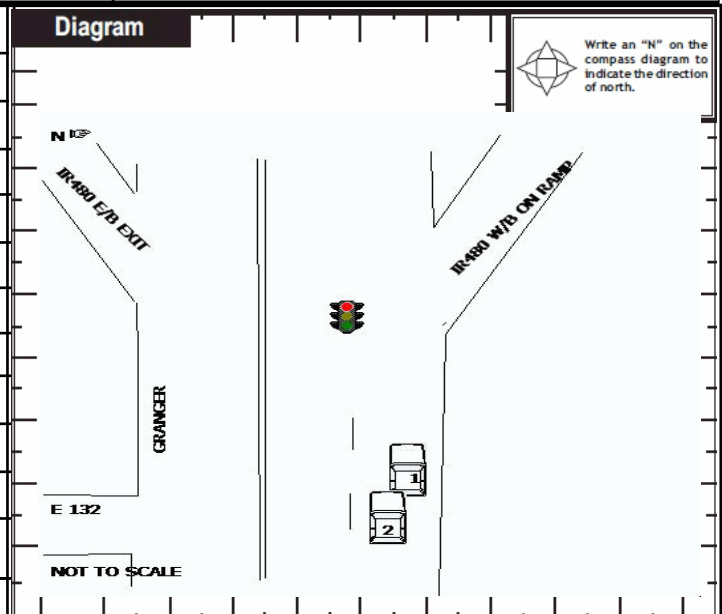 Diagram
Write an “N” on the
compass diagram to
indicate the direction
of north.
N
IR480 E/B EXIT
IR480 W/B ON RAMP
GRANGER
1
E 132
2
NOT TO SCALE